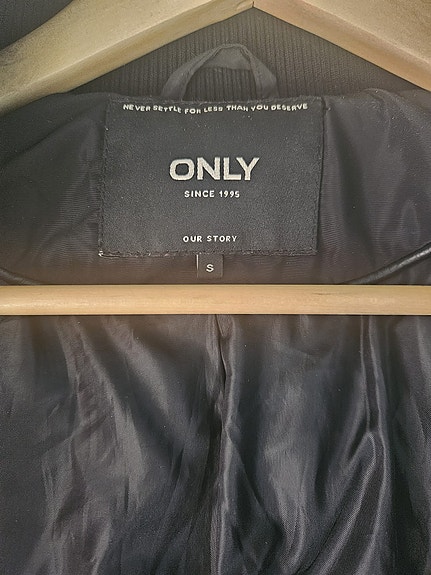 NEVER SETTLE FOR LESS THAN YOU DESERVE
ONLY
SINCE 1995
OUR STORY
S